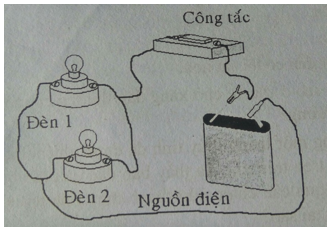 Công tắc
Đèn 1
Đèn 2
Nguồn điện